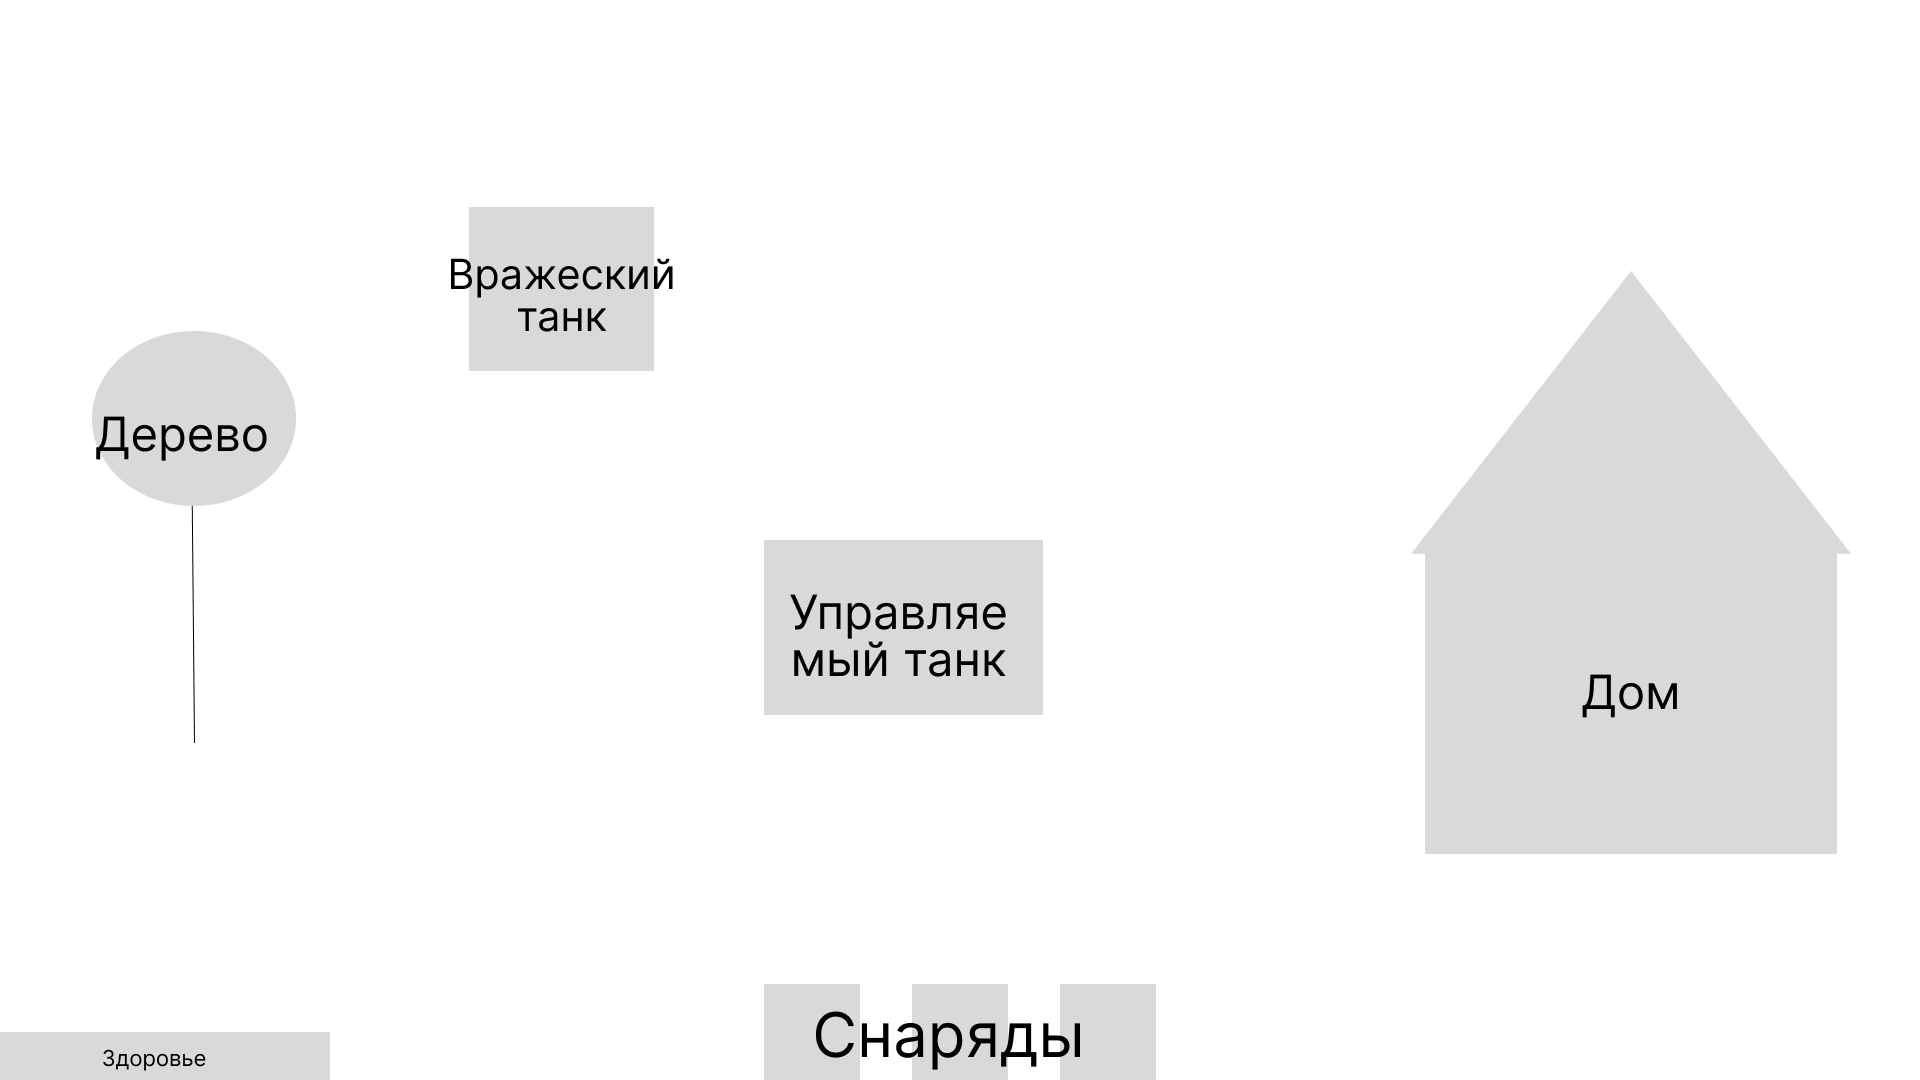 Вражеский
танк
Дерево
Управляе
мый танк
Дом
Снаряды
Здоровье